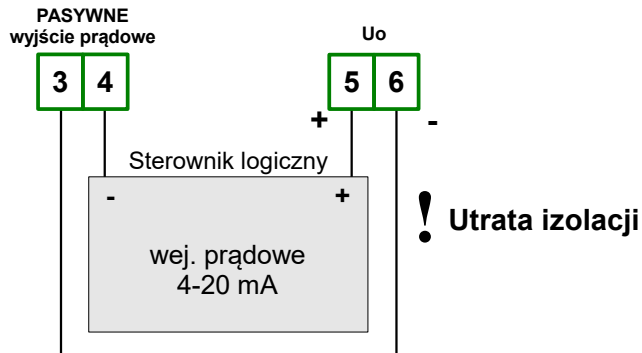 PASYWNE
wyjście prądowe
Uo
3 4
5 6
+ -
Sterownik logiczny
- +
wej. prądowe
4-20 mA
! Utrata izolacji